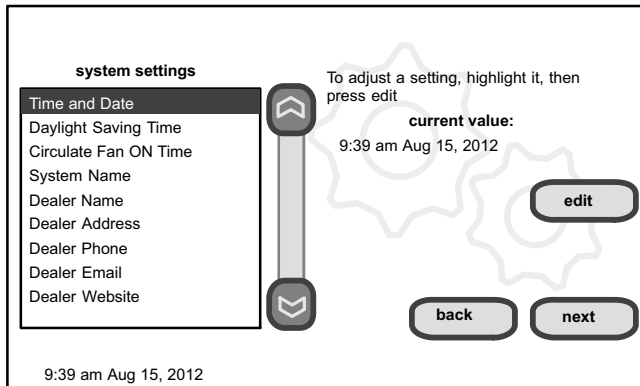 system settings
Time and Date
Daylight Saving Time
Circulate Fan ON Time
System Name
Dealer Name
Dealer Address
Dealer Phone
Dealer Email
Dealer Website
To adjust a setting, highlight it, then
press edit
current value:
9:39 am Aug 15, 2012
edit
back
next
9:39 am Aug 15, 2012